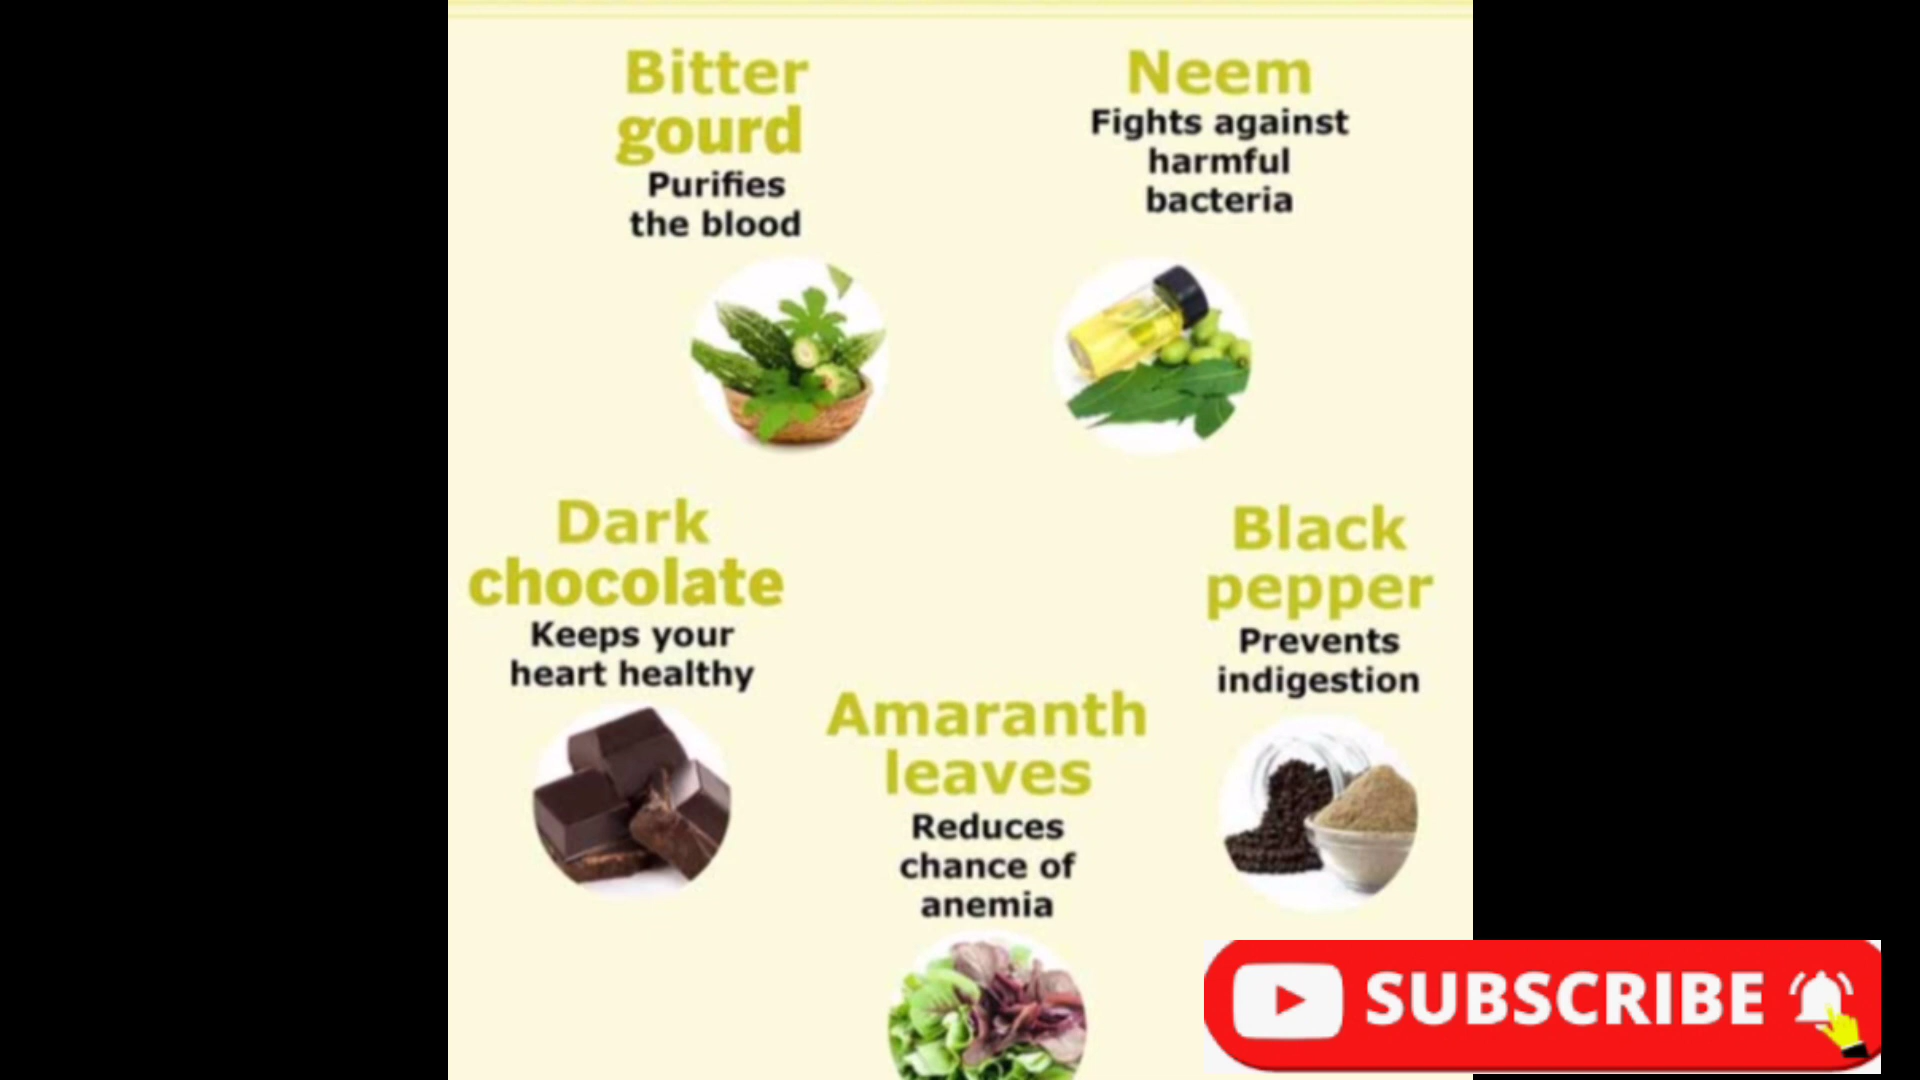 Bitter
gourd
Purifies
the blood
Neem
Fights against
harmful
bacteria
Dark
chocolate
Keeps your
heart healthy
Black
pepper
Prevents
indigestion
Amaranth
leaves
Reduces
chance of
anemia
SUBSCRIBE